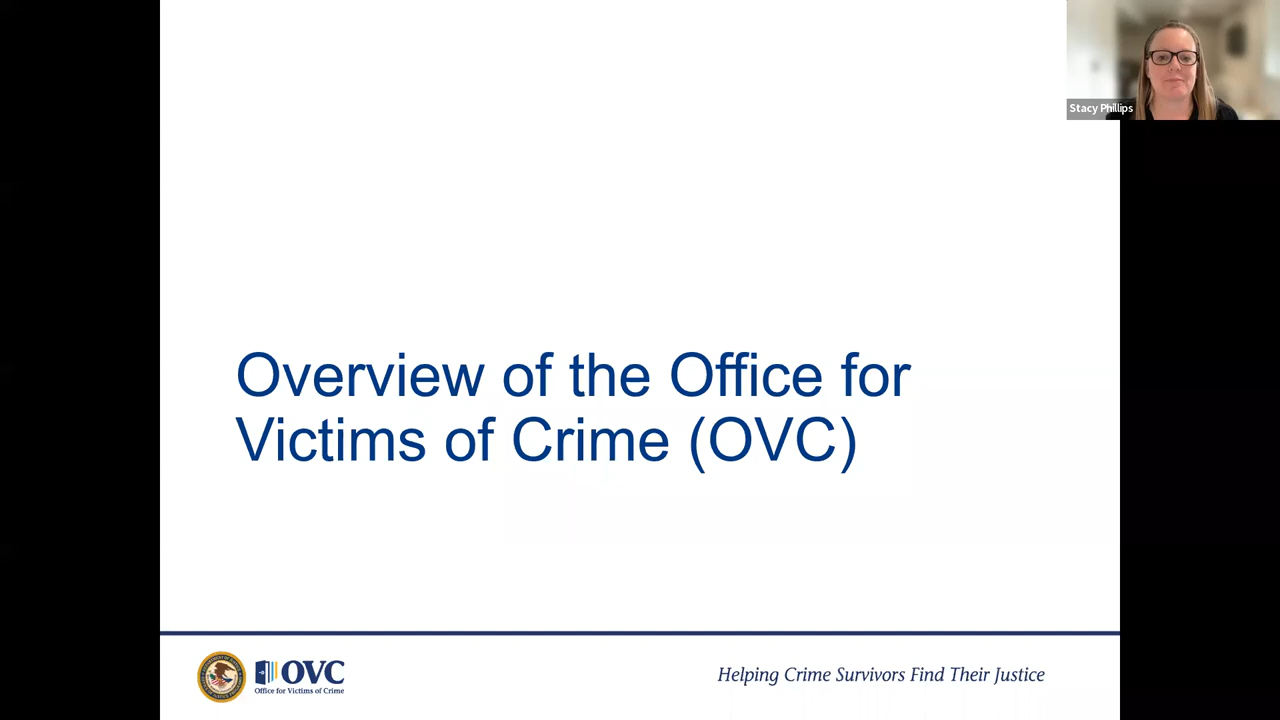 Stacy Phillips
Overview of the Office for
Victims of Crime (OVC)
OVC
Office for Victims of Crime
Helping Crime Survivors Find Their Justice